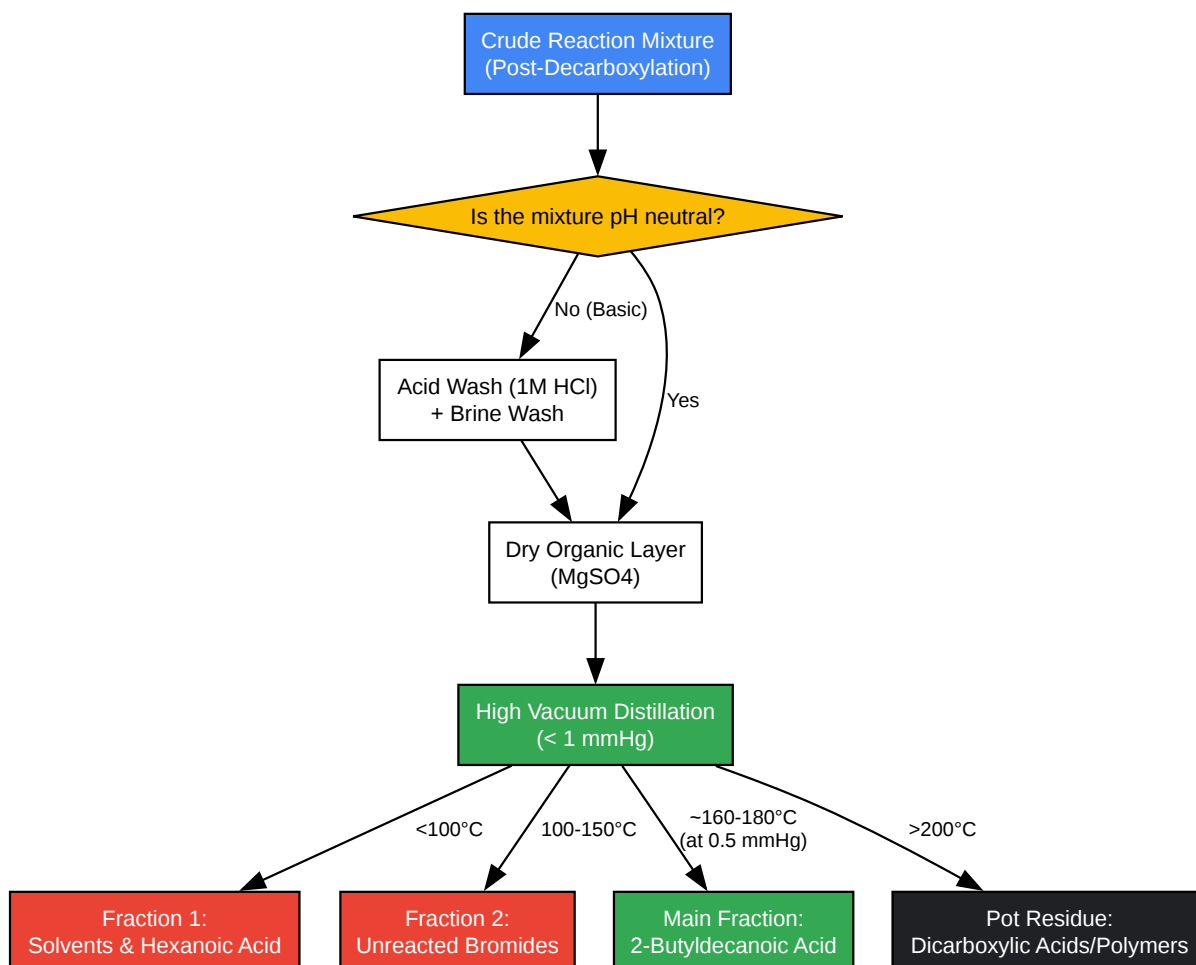 Crude Reaction Mixture
(Post-Decarboxylation)
Is the mixture pH neutral?
No (Basic)
Acid Wash (1M HCl)
+ Brine Wash
Yes
Dry Organic Layer
(MgSO4)
High Vacuum Distillation
(< 1 mmHg)
<100°C
100-150°C
~160-180°C
(at 0.5 mmHg)
>200°C
Fraction 1:
Solvents & Hexanoic Acid
Fraction 2:
Unreacted Bromides
Main Fraction:
2-Butyldecanoic Acid
Pot Residue:
Dicarboxylic Acids/Polymers